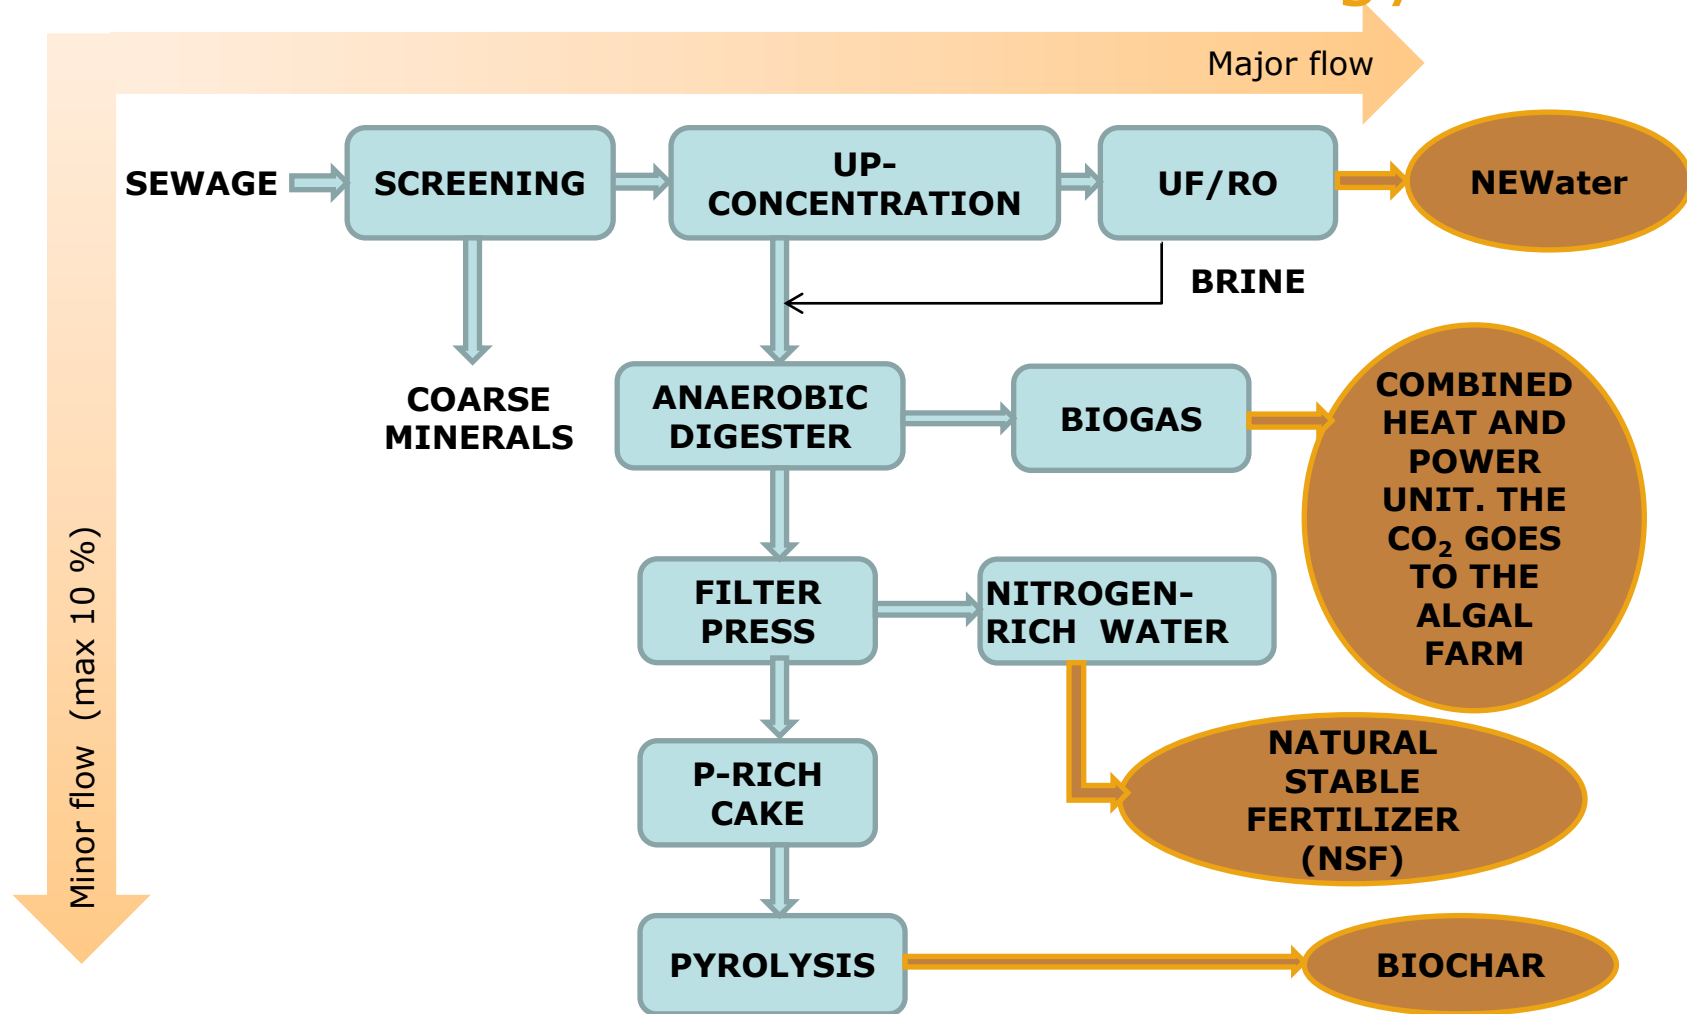 Major flow
SEWAGE
SCREENING
UP-
CONCENTRATION
UF/RO
NEWater
BRINE
COARSE
MINERALS
ANAEROBIC
DIGESTER
BIOGAS
COMBINED
HEAT AND
POWER
UNIT. THE
CO₂ GOES
TO THE
ALGAL
FARM
Minor flow (max 10 %)
FILTER
PRESS
NITROGEN-
RICH WATER
NATURAL
STABLE
FERTILIZER
(NSF)
P-RICH
CAKE
PYROLYSIS
BIOCHAR